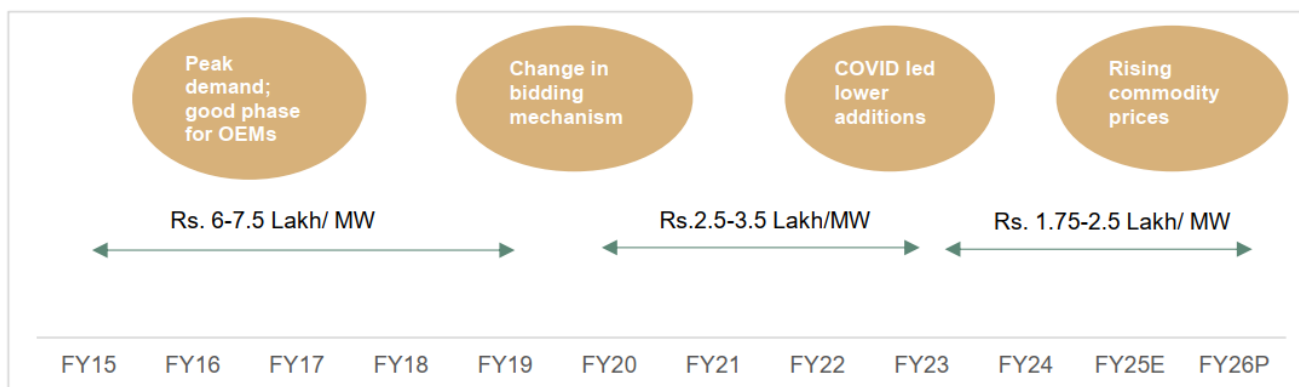 Peak
demand;
good phase
for OEMs
Change in
bidding
mechanism
COVID led
lower
additions
Rising
commodity
prices
Rs. 6-7.5 Lakh/ MW
Rs.2.5-3.5 Lakh/MW
Rs. 1.75-2.5 Lakh/ MW
FY15 FY16 FY17 FY18 FY19 FY20 FY21 FY22 FY23 FY24 FY25E FY26P